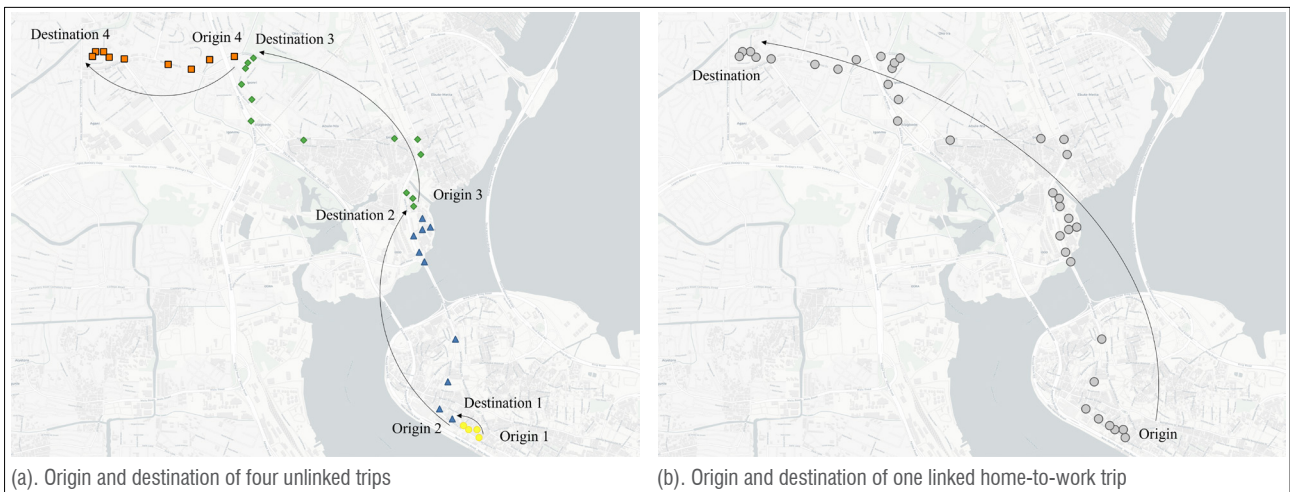 Destination 4
Origin 4
Destination 3
Origin 3
Destination 2
Destination 1
Origin 2
Origin 1
(a). Origin and destination of four unlinked trips
Destination
Origin
(b). Origin and destination of one linked home-to-work trip